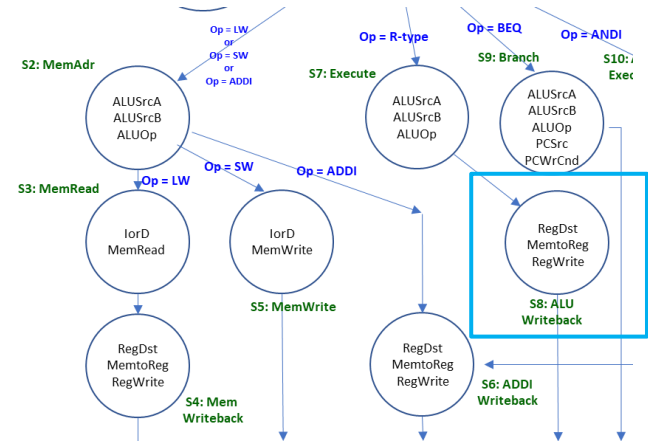 Op = LW
or
Op = SW
or
Op = ADDI
Op = R-type
Op = BEQ
Op = ANDI
S2: MemAdr
S7: Execute
S9: Branch
S10:
ALUSrcA
ALUSrcB
ALUOp
ALUSrcA
ALUSrcB
ALUOp
ALUSrcA
ALUSrcB
ALUOp
PCSrc
PCWrCnd
S3: MemRead
Op = LW
Op = SW
Op = ADDI
IorD
MemRead
IorD
MemWrite
RegDst
MemtoReg
RegWrite
S5: MemWrite
S8: ALU
Writeback
RegDst
MemtoReg
RegWrite
S4: Mem
Writeback
RegDst
MemtoReg
RegWrite
S6: ADDI
Writeback